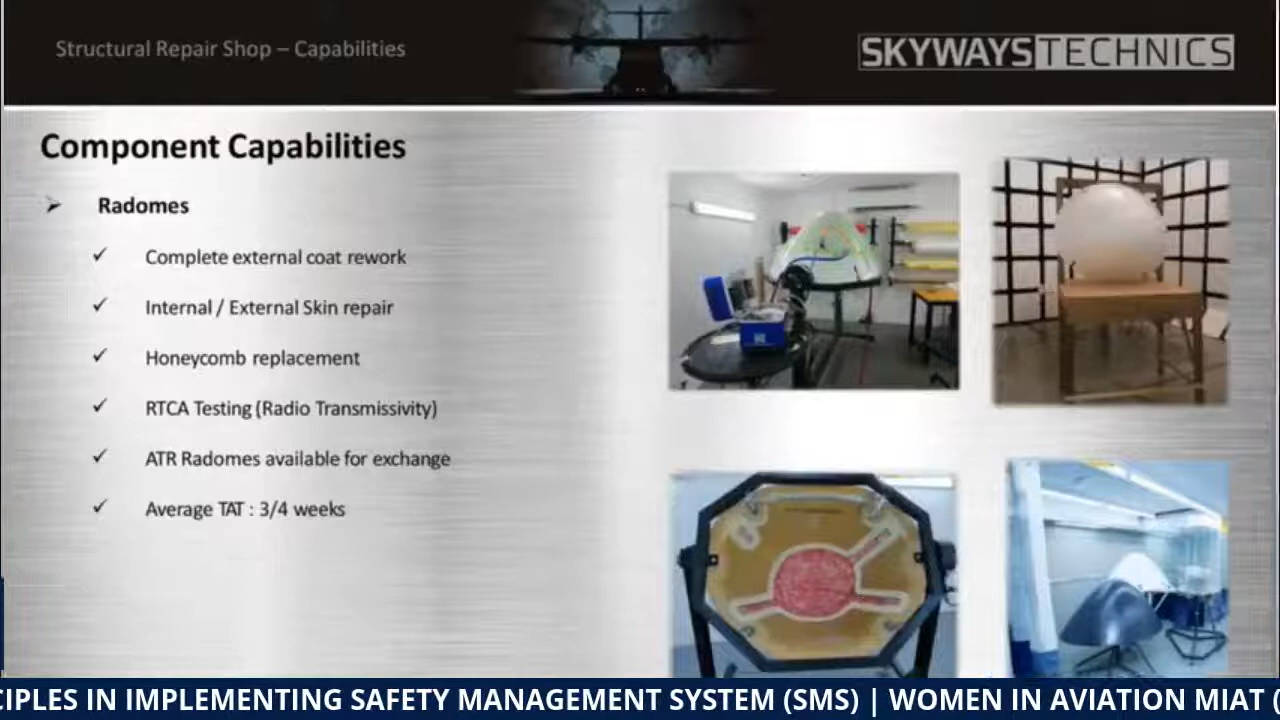 Structural Repair Shop – Capabilities
SKYWAYSTECHNICS
Component Capabilities
Radomes
Complete external coat rework
Internal / External Skin repair
Honeycomb replacement
RTCA Testing (Radio Transmissivity)
ATR Radomes available for exchange
Average TAT : 3/4 weeks
CIPLES IN IMPLEMENTING SAFETY MANAGEMENT SYSTEM (SMS) | WOMEN IN AVIATION MIAT (